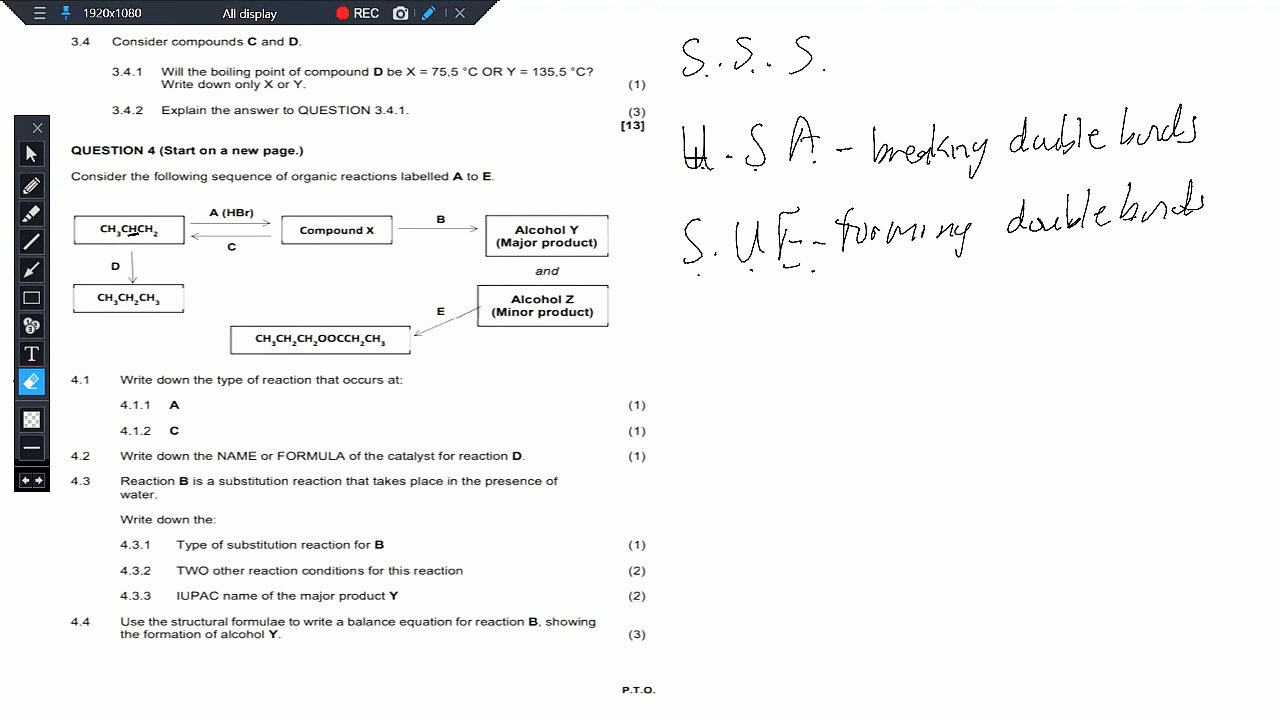 1920x1080 All display REC
3.4 Consider compounds C and D.
3.4.1 Will the boiling point of compound D be X = 75,5 °C OR Y = 135,5 °C?
Write down only X or Y. (1)
3.4.2 Explain the answer to QUESTION 3.4.1. (3)
[13]
QUESTION 4 (Start on a new page.)
Consider the following sequence of organic reactions labelled A to E.
A (HBr)
B
CH₃CHCH₂
Compound X
Alcohol Y
(Major product)
C
D
and
CH₃CH₂CH₃
Alcohol Z
(Minor product)
E
CH₃CH₂CH₂OOCCH₂CH₃
4.1 Write down the type of reaction that occurs at:
4.1.1 A (1)
4.1.2 C (1)
4.2 Write down the NAME or FORMULA of the catalyst for reaction D. (1)
4.3 Reaction B is a substitution reaction that takes place in the presence of
water.
Write down the:
4.3.1 Type of substitution reaction for B (1)
4.3.2 TWO other reaction conditions for this reaction (2)
4.3.3 IUPAC name of the major product Y (2)
4.4 Use the structural formulae to write a balance equation for reaction B, showing
the formation of alcohol Y. (3)
P.T.O.
S. S. S.
U. S A. - breaking double bonds
S. U E - forming double bonds
T